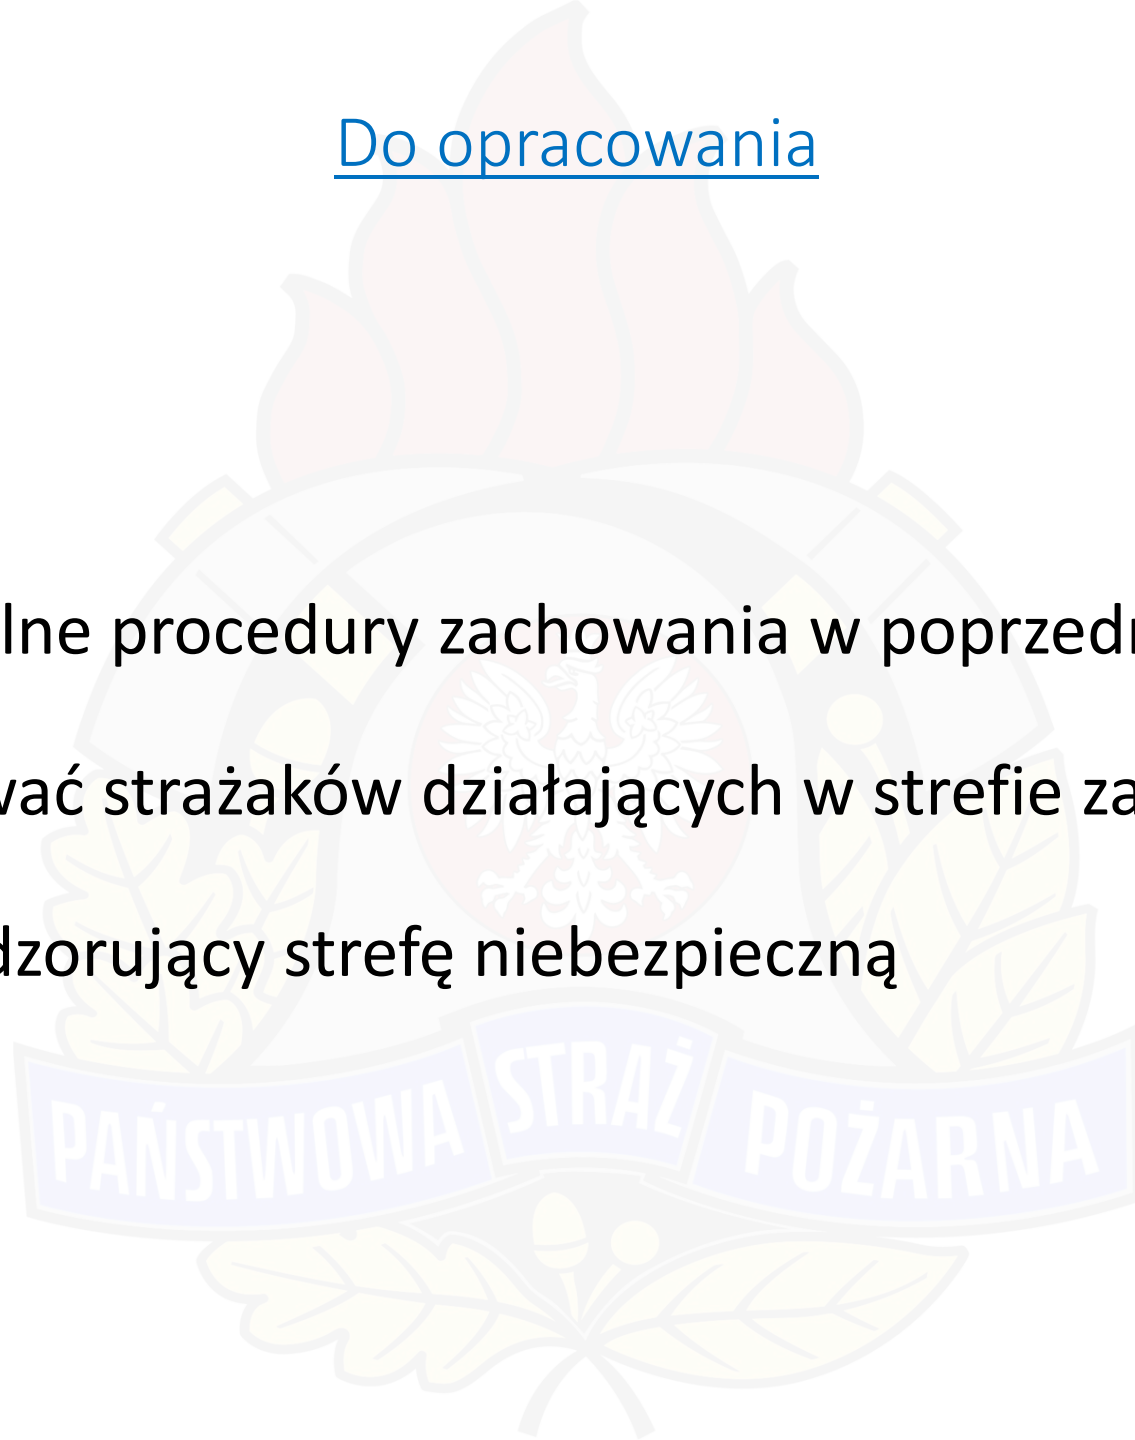 Do opracowania
lne procedury zachowania w poprzedn
wać strażaków działających w strefie za
dzorujący strefę niebezpieczną
PAŃSTWOWA STRAŻ POŻARNA